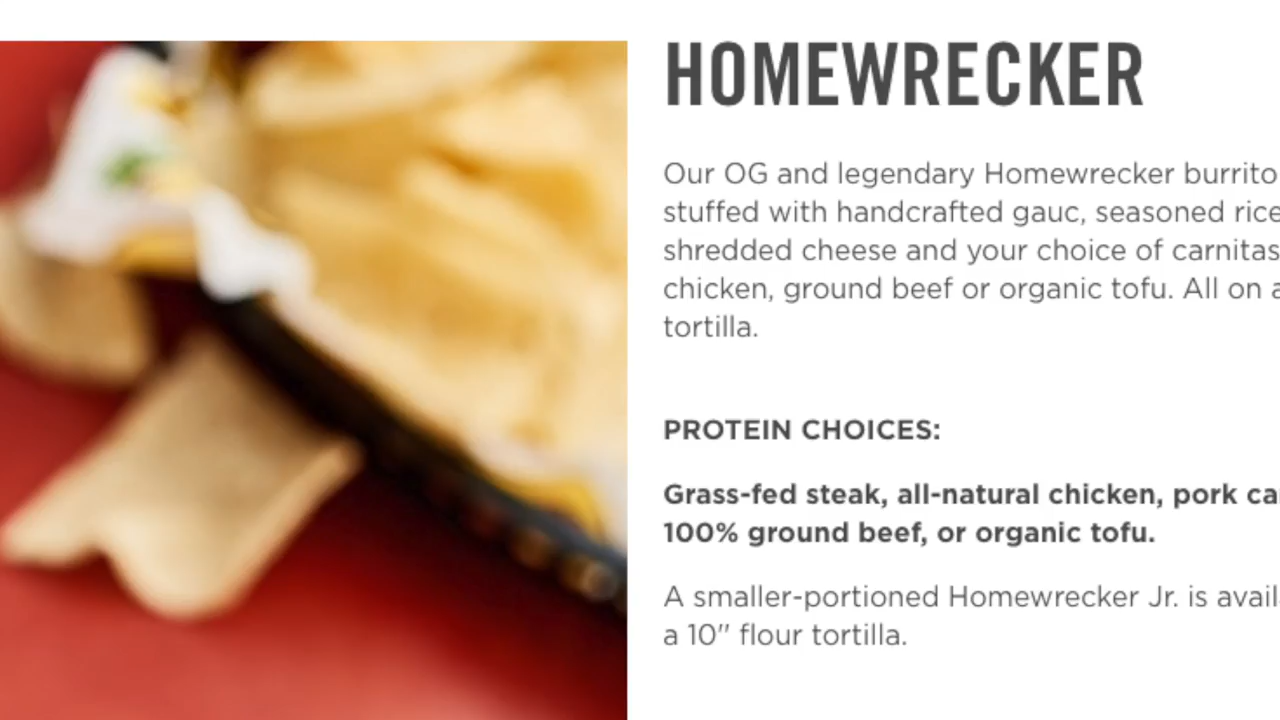 HOMEWRECKER
Our OG and legendary Homewrecker burrito
stuffed with handcrafted gauc, seasoned rice
shredded cheese and your choice of carnitas
chicken, ground beef or organic tofu. All on a
tortilla.
PROTEIN CHOICES:
Grass-fed steak, all-natural chicken, pork ca
100% ground beef, or organic tofu.
A smaller-portioned Homewrecker Jr. is avail
a 10" flour tortilla.